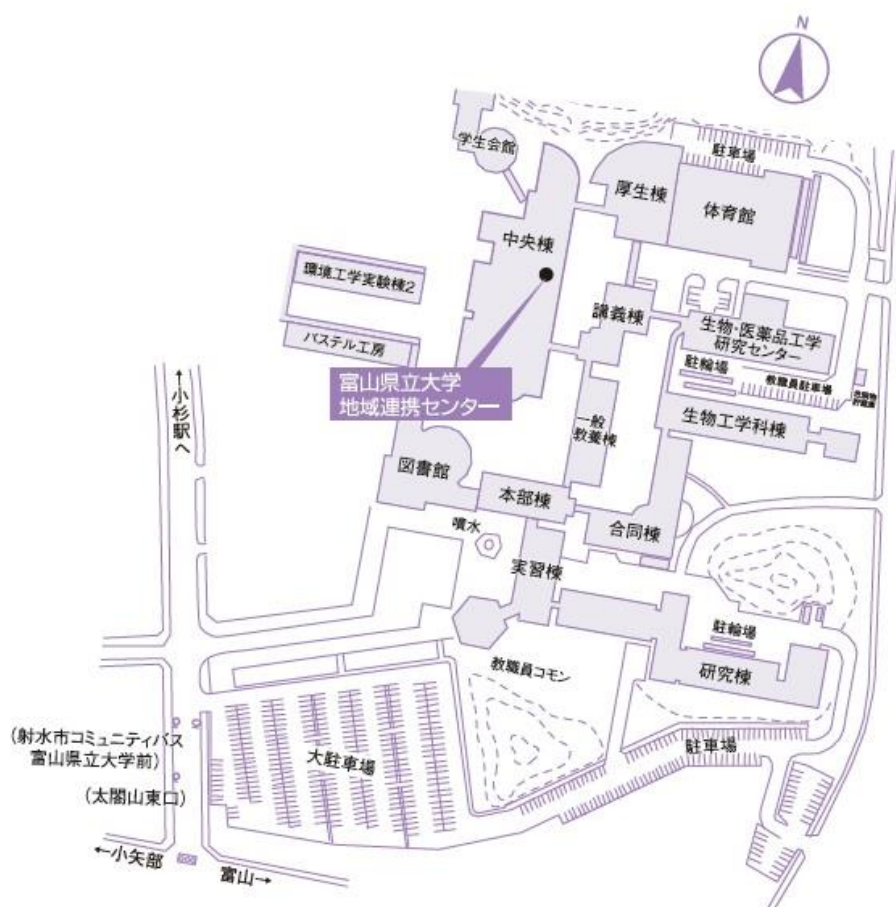 N
学生会館
駐車場
厚生棟
体育館
中央棟
環境工学実験棟2
講義棟
パステル工房
生物・医薬品工学
研究センター
駐輪場
教職員駐車場
富山県立大学
地域連携センター
↑小杉駅へ
一般
教養棟
生物工学科棟
図書館
本部棟
噴水
合同棟
実習棟
駐輪場
教職員コモン
研究棟
(射水市コミュニティバス
富山県立大学前)
大駐車場
駐車場
(太閤山東口)
←小矢部
富山→